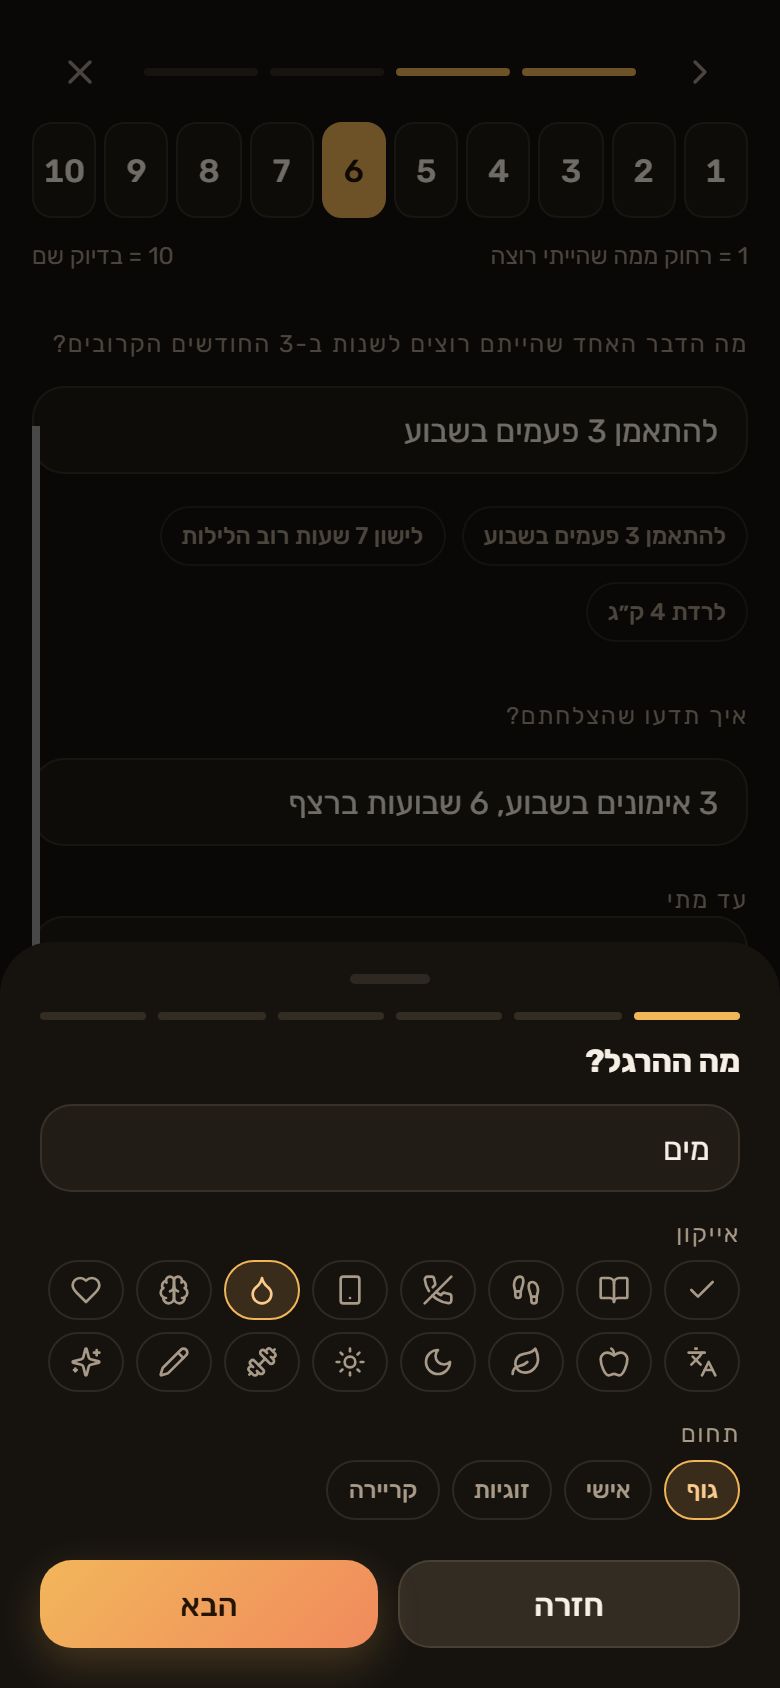 1 2 3 4 5 6 7 8 9 10
1 = רחוק ממה שהייתי רוצה
10 = בדיוק שם
מה הדבר האחד שהייתם רוצים לשנות ב-3 החודשים הקרובים?
להתאמן 3 פעמים בשבוע
להתאמן 3 פעמים בשבוע
לישון 7 שעות רוב הלילות
לרדת 4 ק״ג
איך תדעו שהצלחתם?
3 אימונים בשבוע, 6 שבועות ברצף
עד מתי
מה ההרגל?
מים
אייקון
תחום
גוף
אישי
זוגיות
קריירה
חזרה
הבא